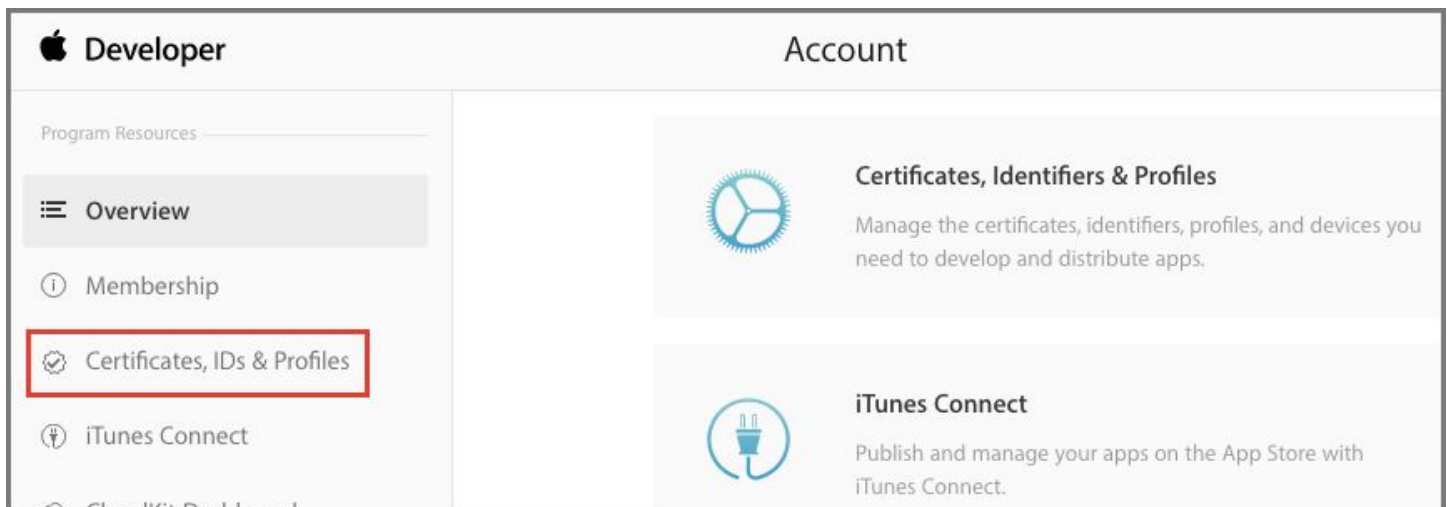 Developer
Account
Program Resources
Overview
Membership
Certificates, IDs & Profiles
iTunes Connect
Certificates, Identifiers & Profiles
Manage the certificates, identifiers, profiles, and devices you
need to develop and distribute apps.
iTunes Connect
Publish and manage your apps on the App Store with
iTunes Connect.